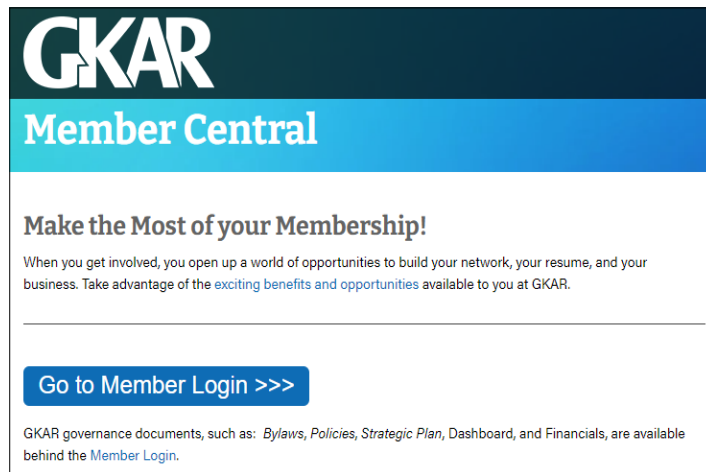 GKAR
Member Central
Make the Most of your Membership!
When you get involved, you open up a world of opportunities to build your network, your resume, and your
business. Take advantage of the exciting benefits and opportunities available to you at GKAR.
Go to Member Login >>>
GKAR governance documents, such as: Bylaws, Policies, Strategic Plan, Dashboard, and Financials, are available
behind the Member Login.